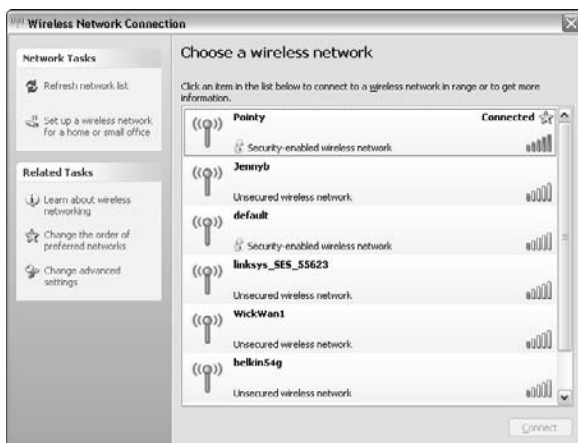 Wireless Network Connection
Network Tasks
Refresh network list
Set up a wireless network
for a home or small office
Related Tasks
Learn about wireless
networking
Change the order of
preferred networks
Change advanced
settings
Choose a wireless network
Click an item in the list below to connect to a wireless network in range or to get more
information.
Pointy Connected
Security-enabled wireless network
Jennyb
Unsecured wireless network
default
Security-enabled wireless network
linksys_SES_55623
Unsecured wireless network
WickWan1
Unsecured wireless network
belkin54g
Unsecured wireless network
Connect